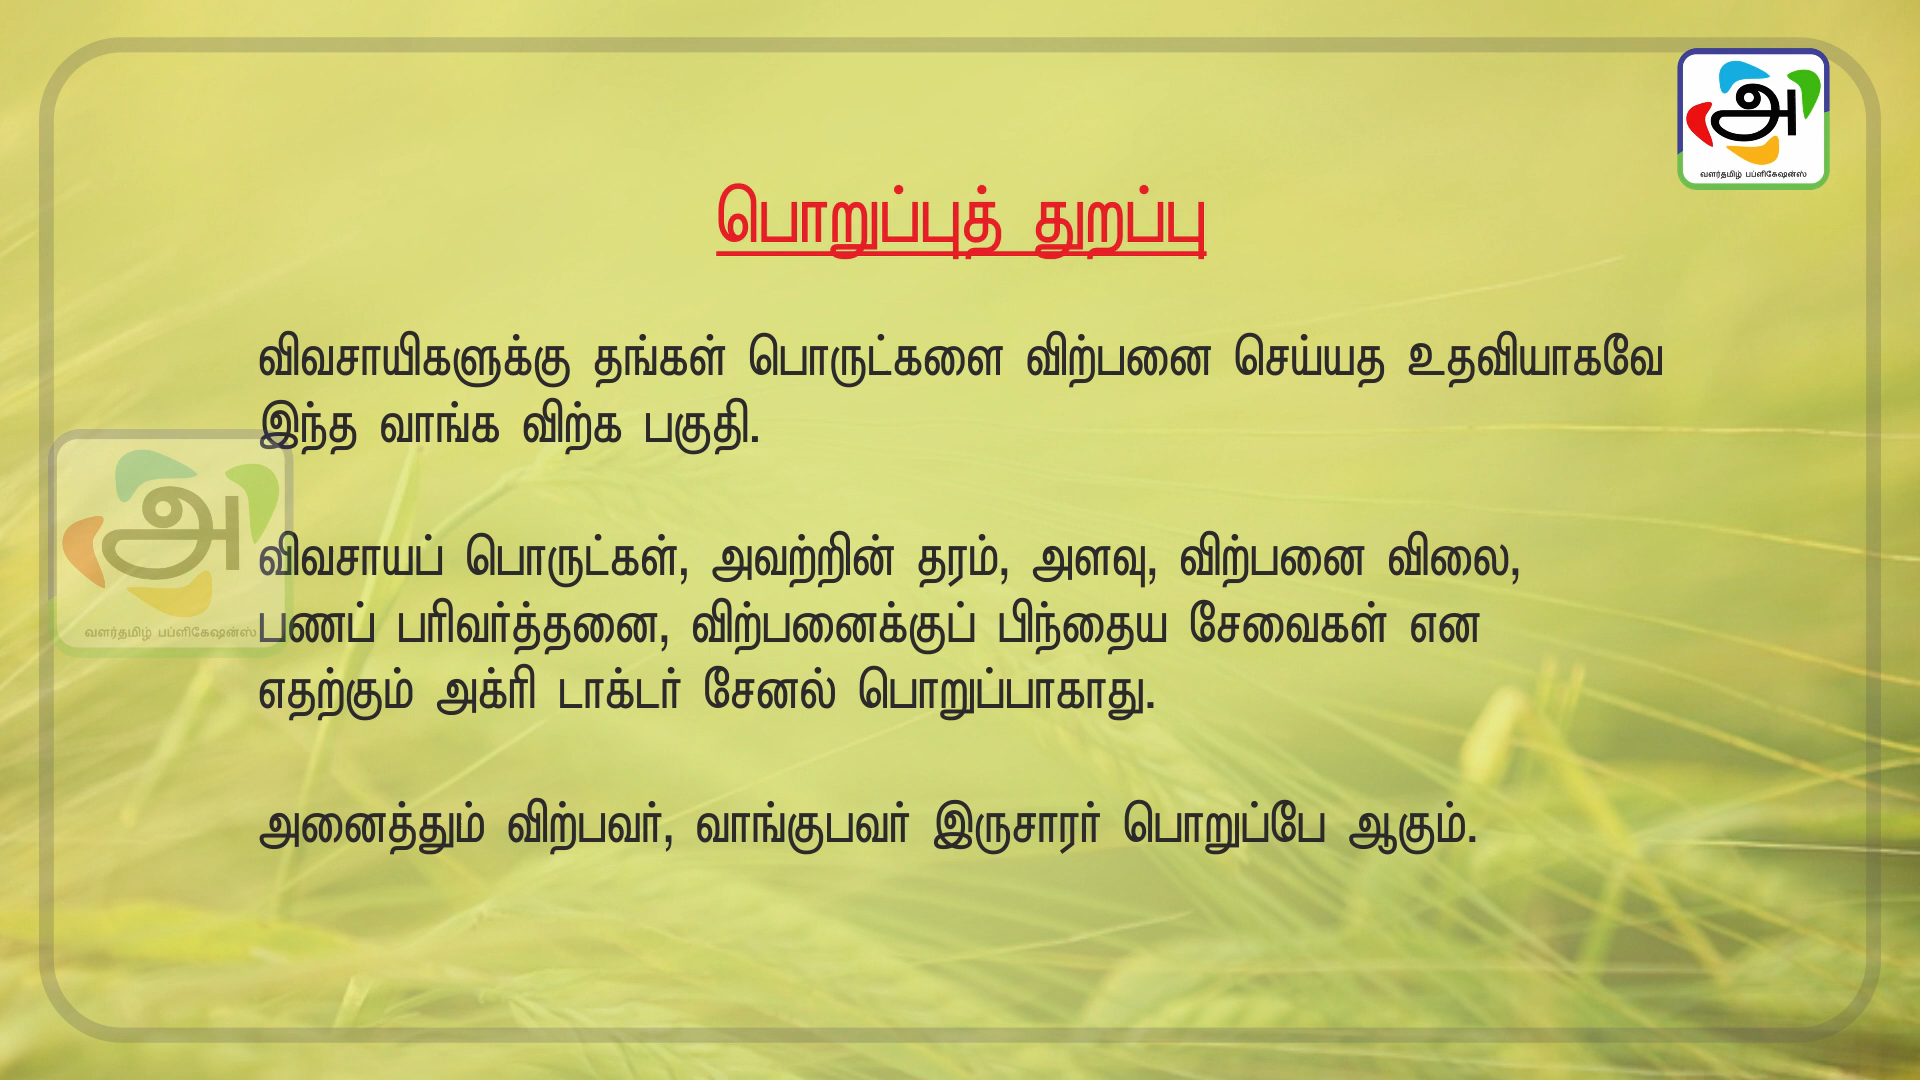 அ
வளர்தமிழ் பப்ளிகேஷன்ஸ்
பொறுப்புத் துறப்பு
விவசாயிகளுக்கு தங்கள் பொருட்களை விற்பனை செய்யத உதவியாகவே
இந்த வாங்க விற்க பகுதி.
அ
வளர்தமிழ் பப்ளிகேஷன்ஸ்
விவசாயப் பொருட்கள், அவற்றின் தரம், அளவு, விற்பனை விலை,
பணப் பரிவர்த்தனை, விற்பனைக்குப் பிந்தைய சேவைகள் என
எதற்கும் அக்ரி டாக்டர் சேனல் பொறுப்பாகாது.
அனைத்தும் விற்பவர், வாங்குபவர் இருசாரர் பொறுப்பே ஆகும்.